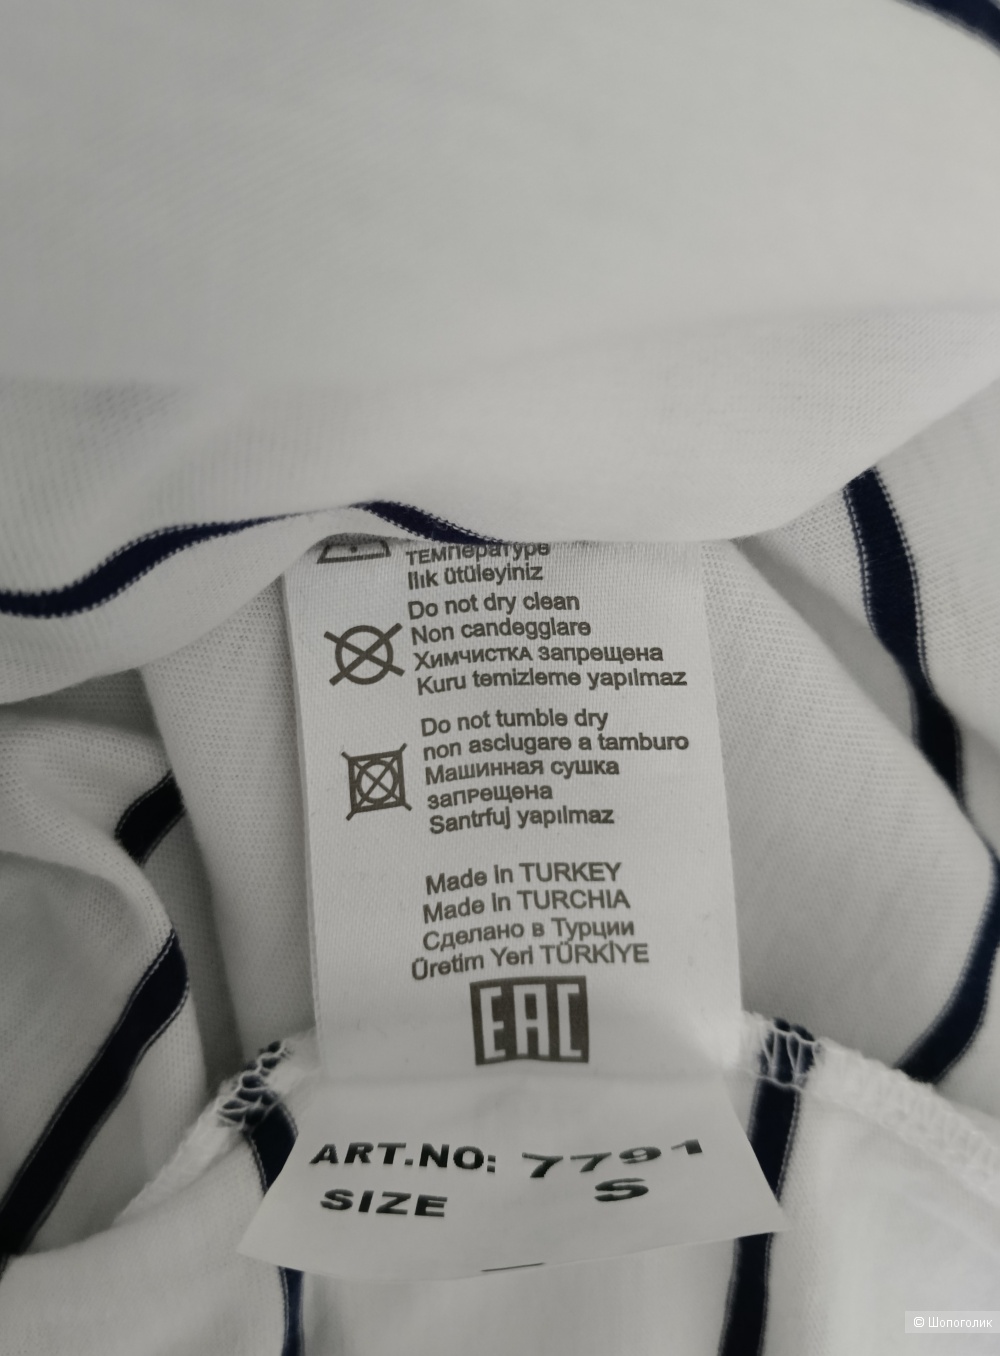 температуре
Ilık ütüleyiniz
Do not dry clean
Non candegglare
Химчистка запрещена
Kuru temizleme yapılmaz
Do not tumble dry
non asclugare a tamburo
Машинная сушка
запрещена
Santrfuj yapılmaz
Made in TURKEY
Made in TURCHIA
Сделано в Турции
Üretim Yeri TÜRKİYE
EAC
ART.NO: 7791
SIZE S
© Шопоголик